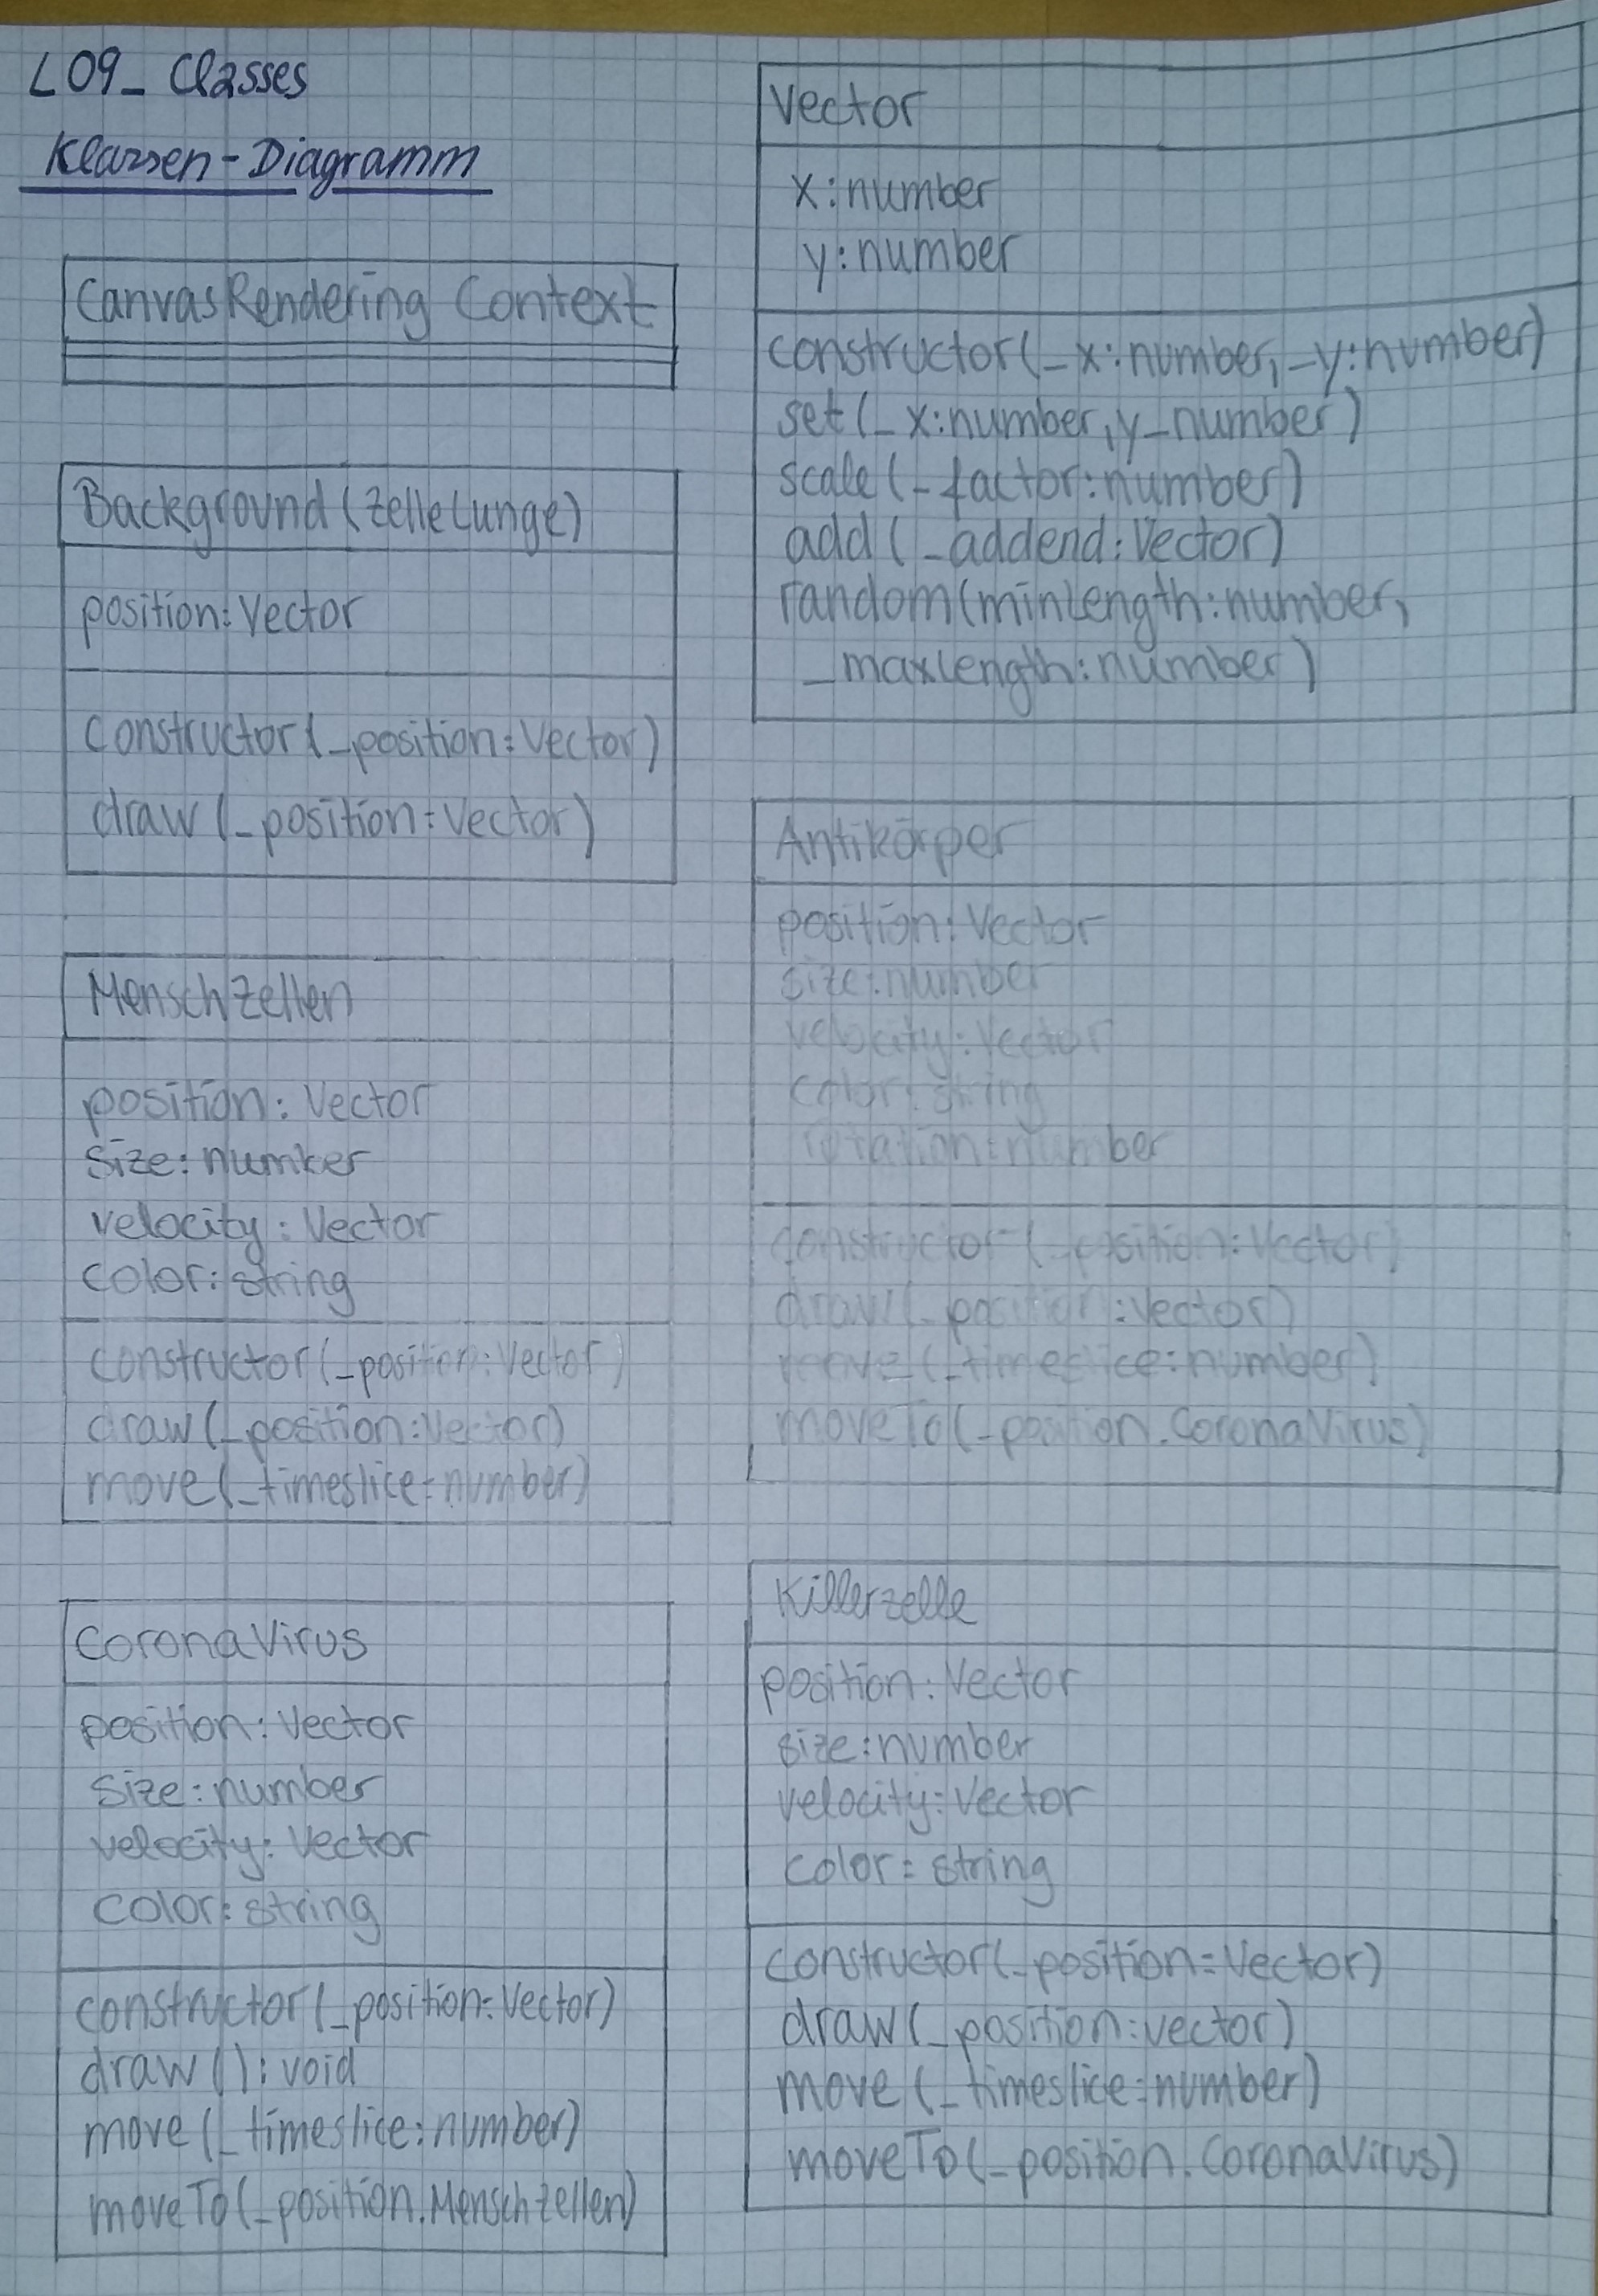 L09_ Classes
Klassen-Diagramm
CanvasRendering Context
Background(ZelleLunge)
position:Vector
constructor(_position:Vector)
draw(_position:Vector)
MenschZellen
position:Vector
size:number
velocity:Vector
color:string
constructor(_position:Vector)
draw(_position:Vector)
move(_timeslice:number)
CoronaVirus
position:Vector
size:number
velocity:Vector
color:string
constructor(_position:Vector)
draw():void
move(_timeslice:number)
moveTo(_position.MenschZellen)
Vector
x:number
y:number
constructor(_x:number,_y:number)
set(_x:number,y_number)
scale(_factor:number)
add(_addend:Vector)
random(minLength:number,
_maxLength:number)
Antikörper
position:Vector
size:number
velocity:Vector
color:string
rotation:number
constructor(_position:Vector)
draw(_position:Vector)
move(_timeslice:number)
moveTo(_position.CoronaVirus)
Killerzelle
position:Vector
size:number
velocity:Vector
color:string
constructor(_position:Vector)
draw(_position:vector)
move(_timeslice:number)
moveTo(_position.CoronaVirus)